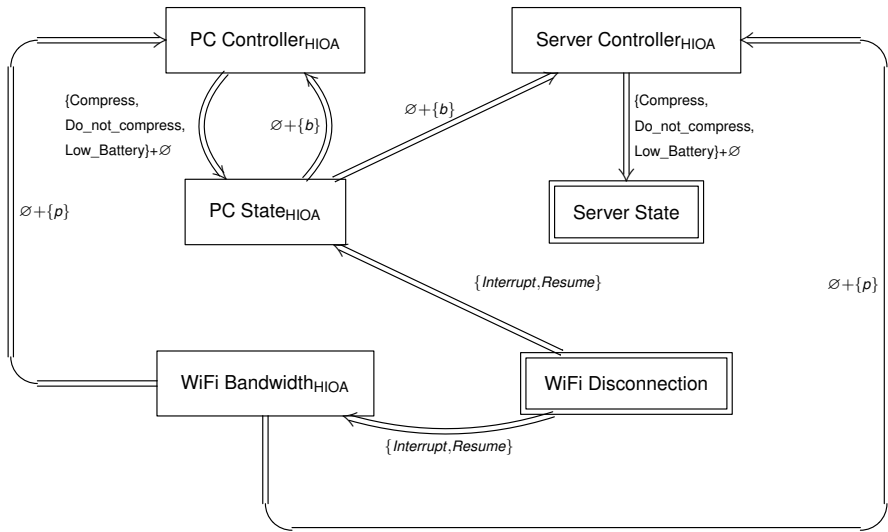 PC Controller_HIOA
Server Controller_HIOA
{Compress,
Do_not_compress,
Low_Battery}+∅
∅+{b}
∅+{b}
{Compress,
Do_not_compress,
Low_Battery}+∅
PC State_HIOA
Server State
∅+{p}
{Interrupt,Resume}
∅+{p}
WiFi Bandwidth_HIOA
WiFi Disconnection
{Interrupt,Resume}